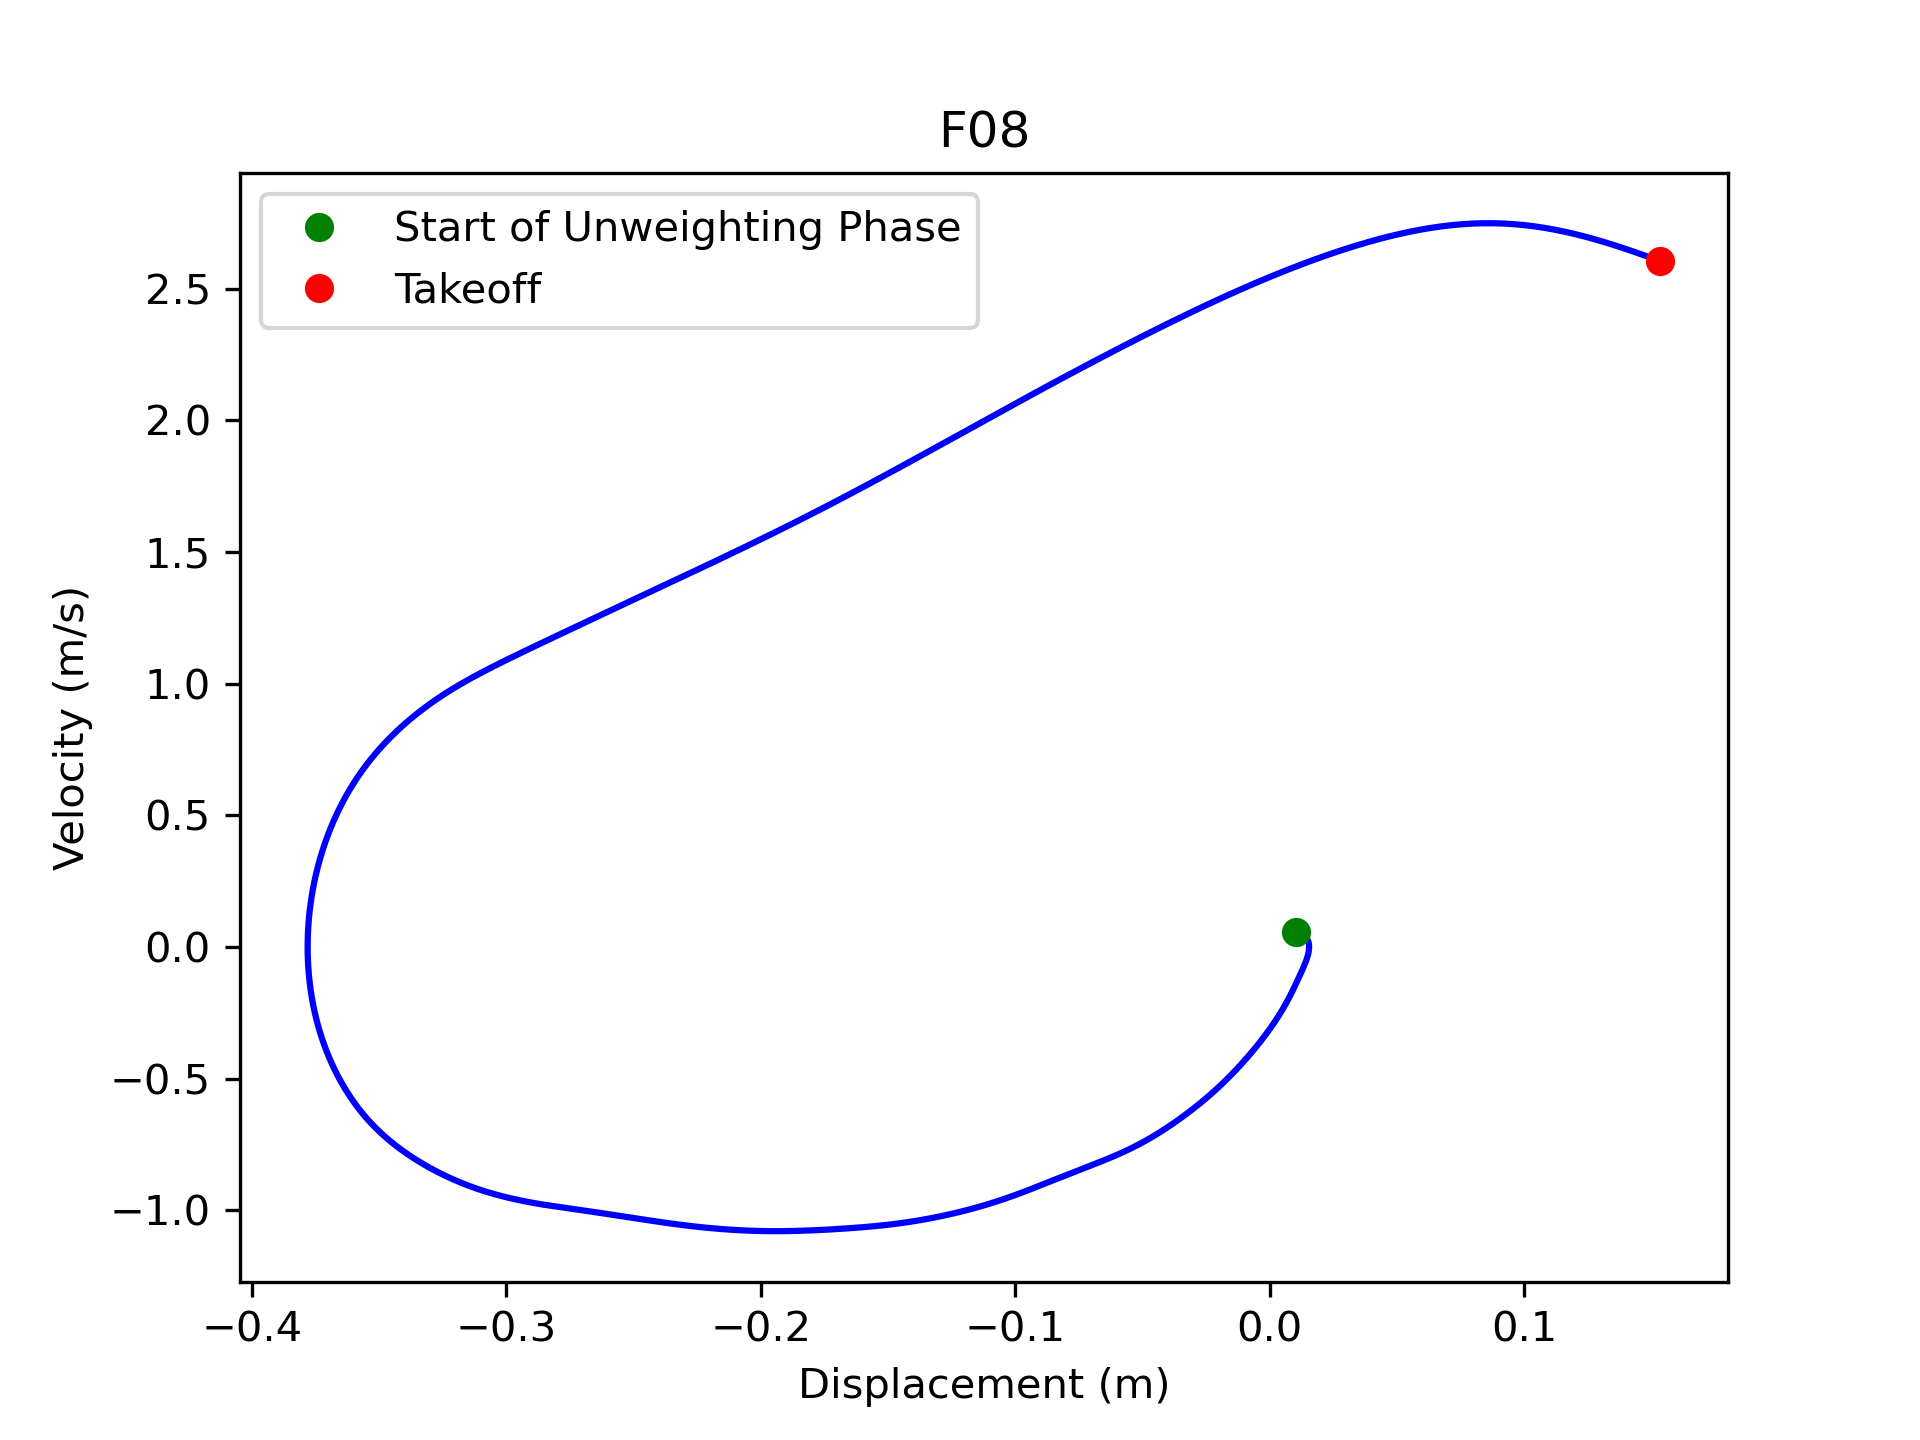 F08
Start of Unweighting Phase
Takeoff
2.5
2.0
1.5
1.0
0.5
0.0
−0.5
−1.0
Velocity (m/s)
−0.4 −0.3 −0.2 −0.1 0.0 0.1
Displacement (m)